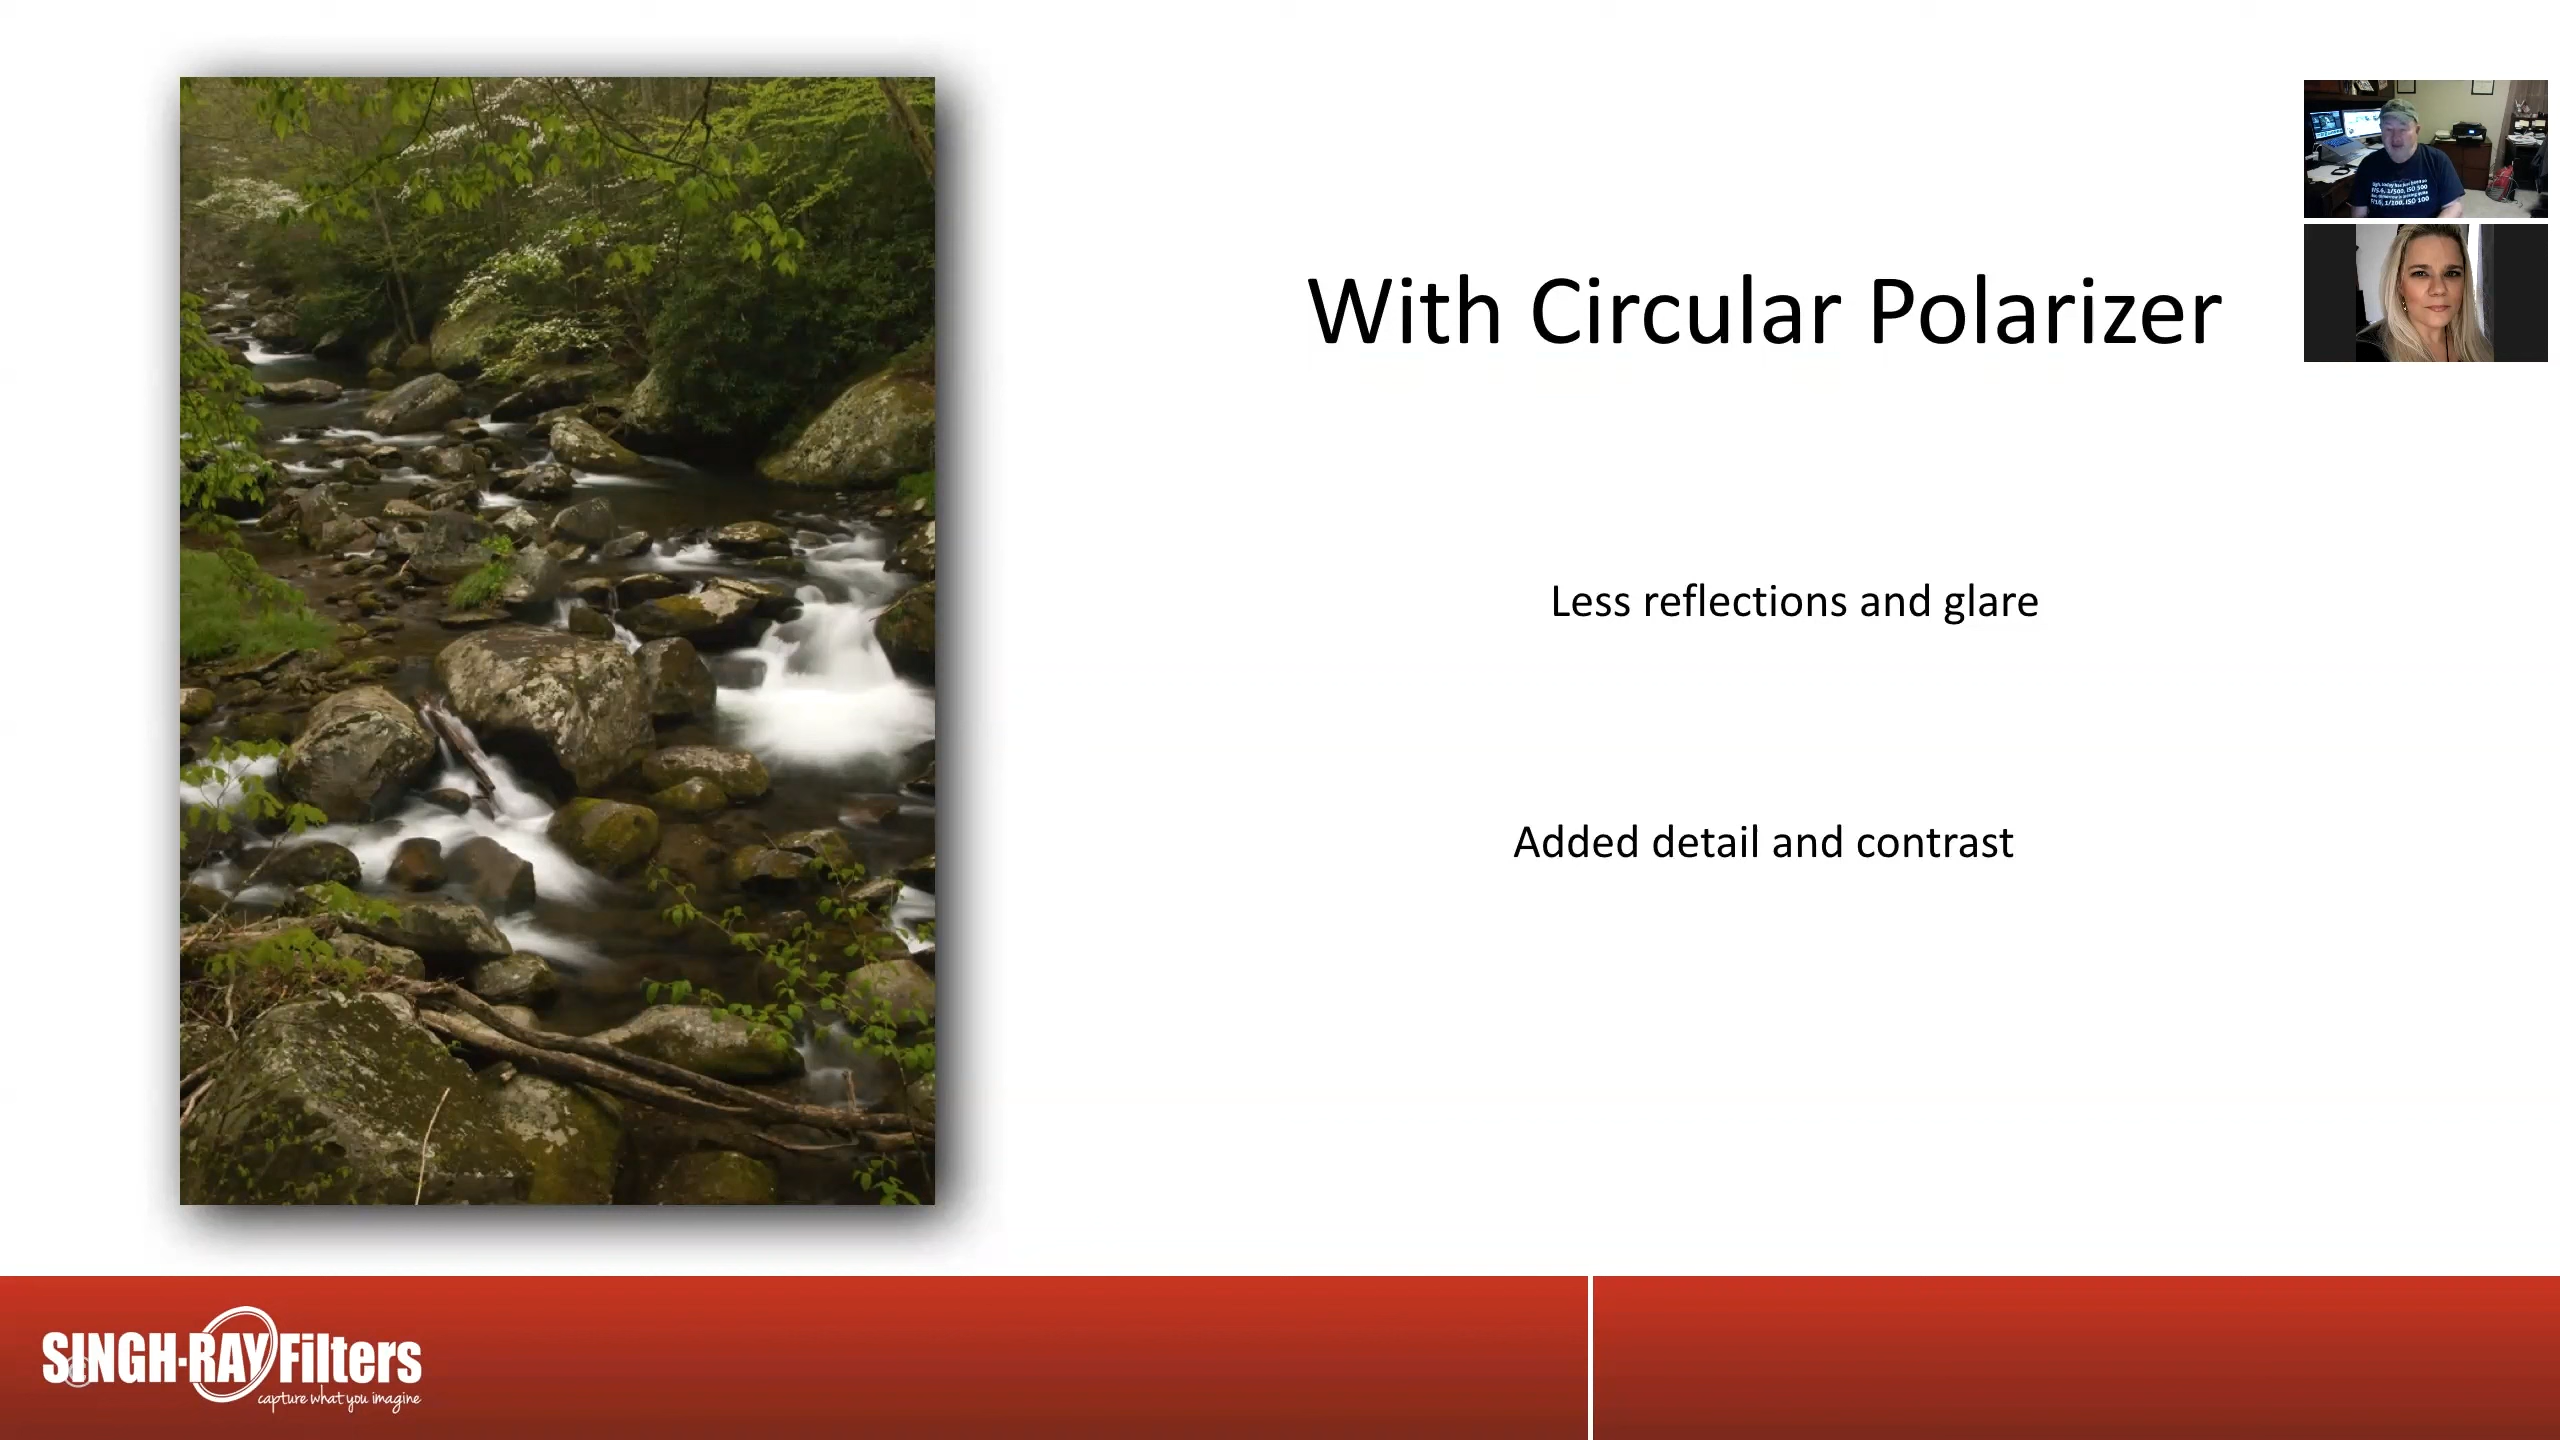 With Circular Polarizer
Less reflections and glare
Added detail and contrast
SINGH-RAY Filters
capture what you imagine